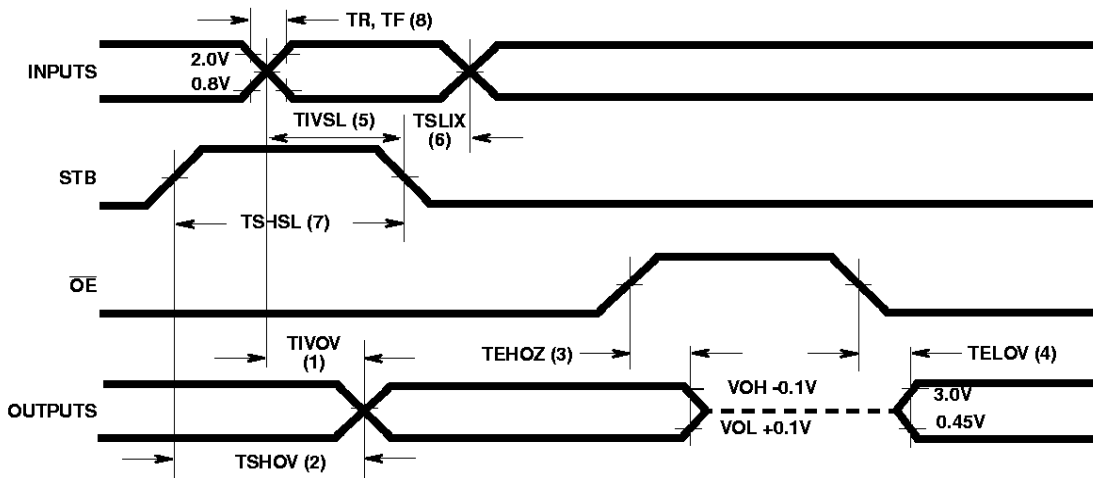 TR, TF (8)
INPUTS
2.0V
0.8V
TIVSL (5)
TSLIX
(6)
STB
TSHSL (7)
OE
TIVOV
(1)
TEHOZ (3)
TELOV (4)
OUTPUTS
VOH -0.1V
VOL +0.1V
3.0V
0.45V
TSHOV (2)